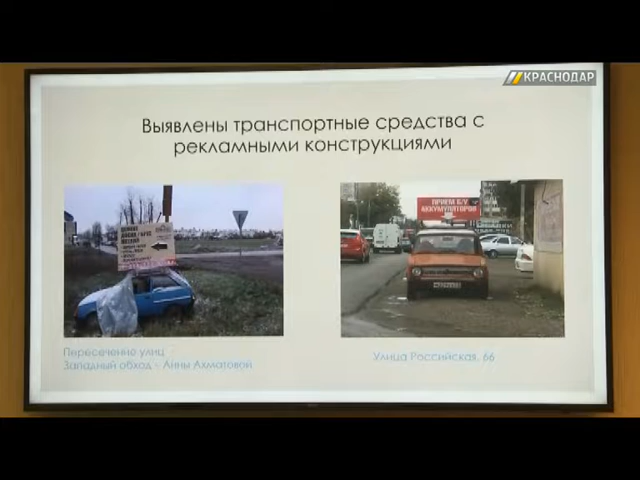 КРАСНОДАР
Выявлены транспортные средства с
рекламными конструкциями
ПРИЕМ Б/У
АККУМУЛЯТОРОВ
Пересечение улиц
Западный обход - Анны Ахматовой
Улица Российская, 66